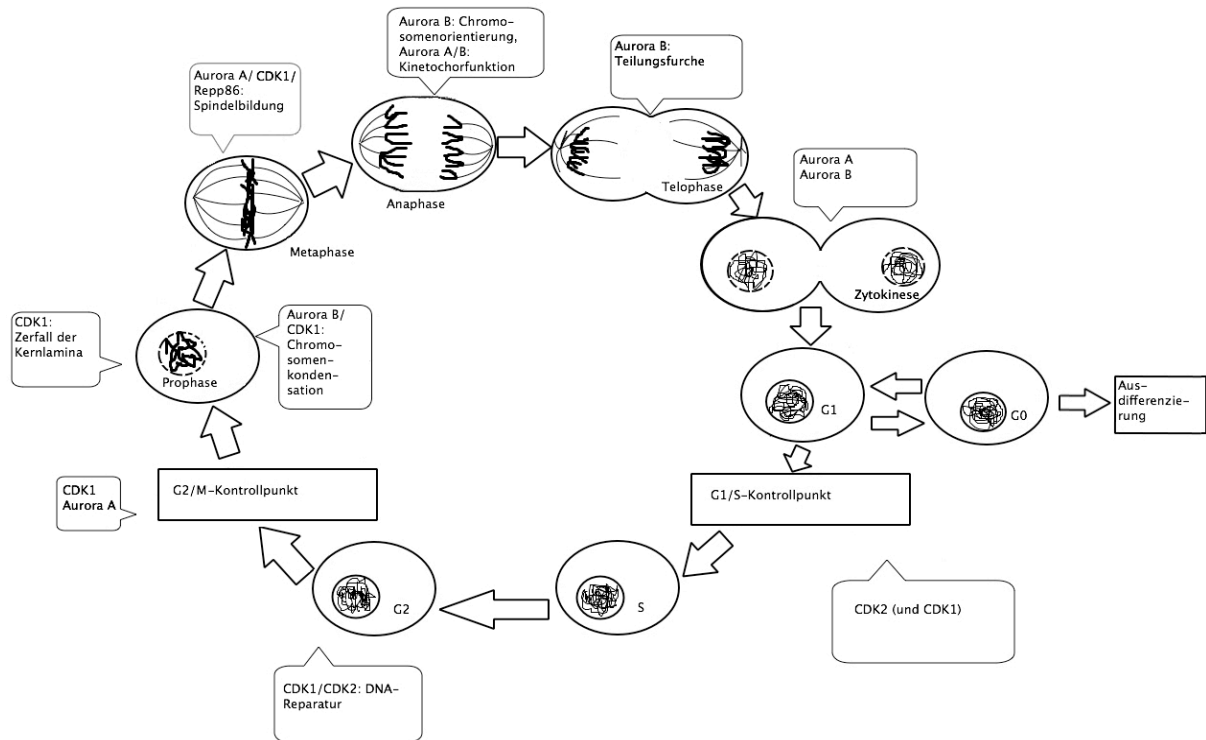 Aurora B: Chromo-
somenorientierung,
Aurora A/B:
Kinetochorfunktion
Aurora B:
Teilungsfurche
Aurora A/ CDK1/
Repp86:
Spindelbildung
Anaphase
Telophase
Aurora A
Aurora B
Metaphase
Zytokinese
CDK1:
Zerfall der
Kernlamina
Aurora B/
CDK1:
Chromo-
somen-
konden-
sation
Prophase
G1
G0
Aus-
differenzie-
rung
CDK1
Aurora A
G2/M-Kontrollpunkt
G1/S-Kontrollpunkt
G2
S
CDK2 (und CDK1)
CDK1/CDK2: DNA-
Reparatur